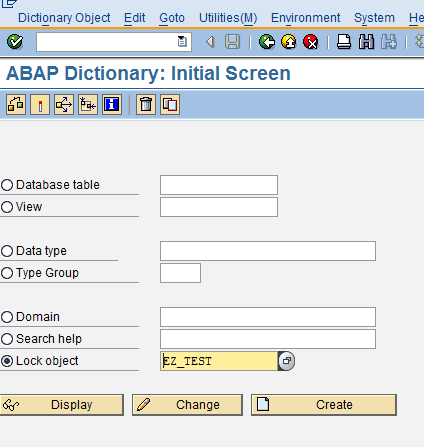 Dictionary Object Edit Goto Utilities(M) Environment System He
ABAP Dictionary: Initial Screen
Database table
View
Data type
Type Group
Domain
Search help
Lock object EZ_TEST
Display Change Create